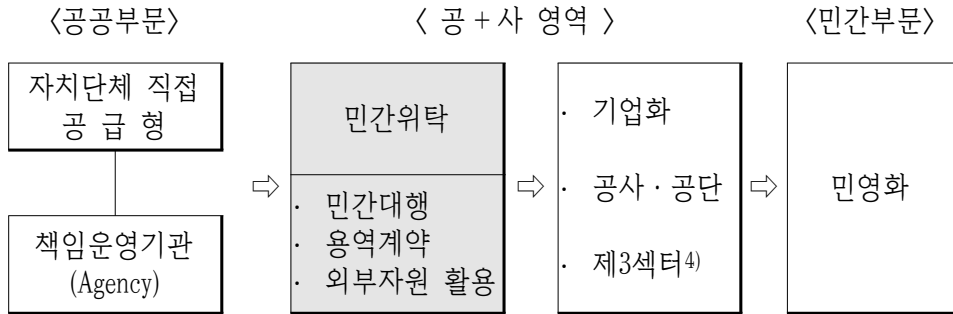 〈공공부문〉
〈 공+사 영역 〉
〈민간부문〉
자치단체 직접
공 급 형
책임운영기관
(Agency)
⇨
민간위탁
· 민간대행
· 용역계약
· 외부자원 활용
⇨
· 기업화
· 공사·공단
· 제3섹터4)
⇨
민영화